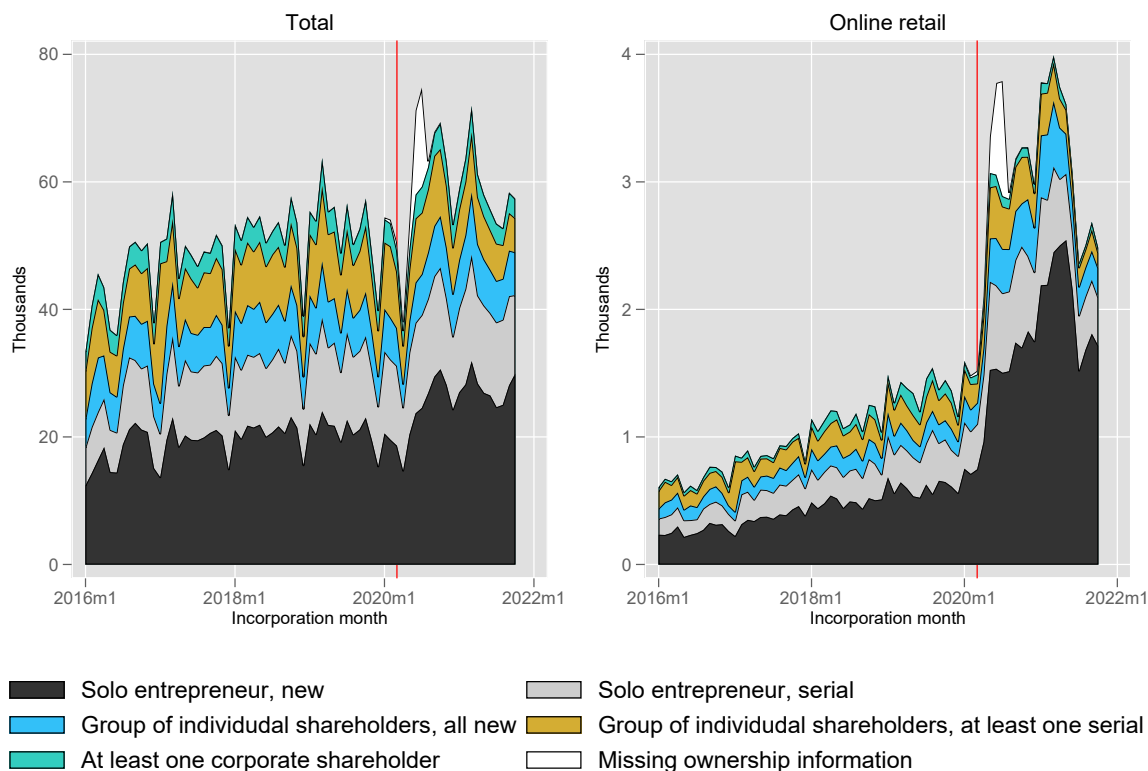 Total
Online retail
80
60
40
20
0
Thousands
2016m1
2018m1
2020m1
2022m1
Incorporation month
4
3
2
1
0
Thousands
2016m1
2018m1
2020m1
2022m1
Incorporation month
Solo entrepreneur, new
Solo entrepreneur, serial
Group of individudal shareholders, all new
Group of individudal shareholders, at least one serial
At least one corporate shareholder
Missing ownership information